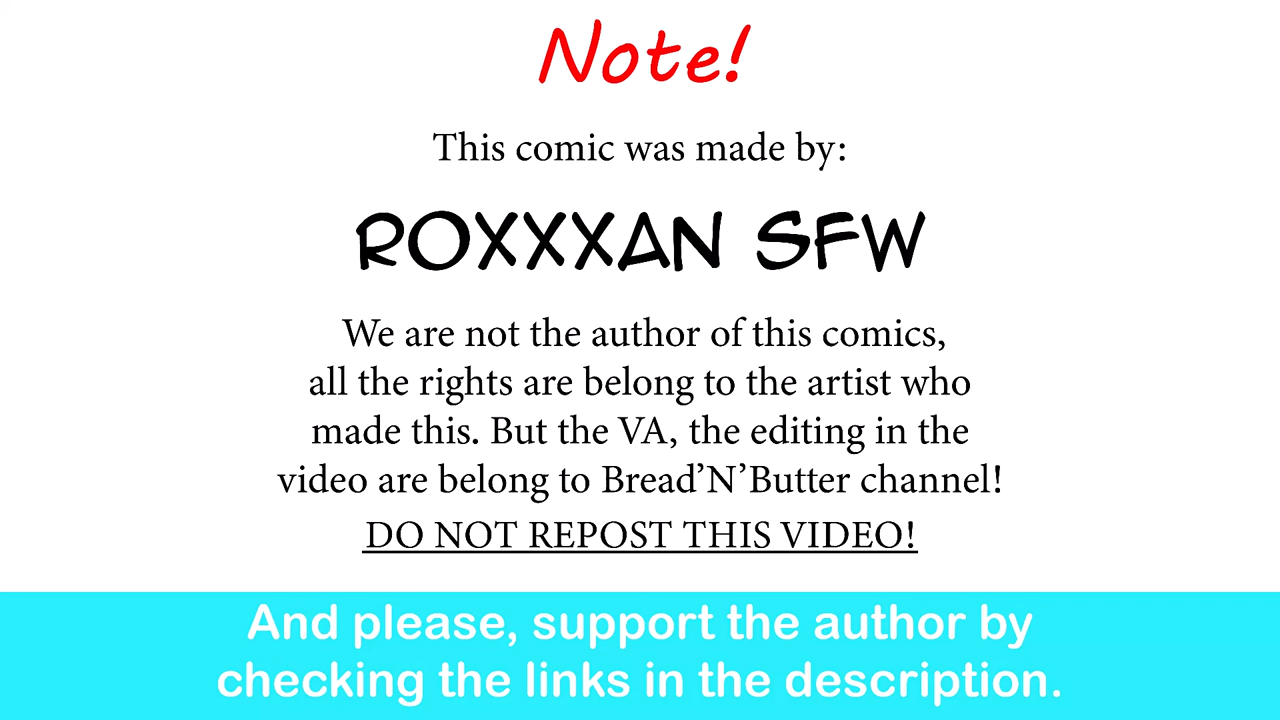 Note!
This comic was made by:
ROXXXAN SFW
We are not the author of this comics,
all the rights are belong to the artist who
made this. But the VA, the editing in the
video are belong to Bread’N’Butter channel!
DO NOT REPOST THIS VIDEO!
And please, support the author by
checking the links in the description.